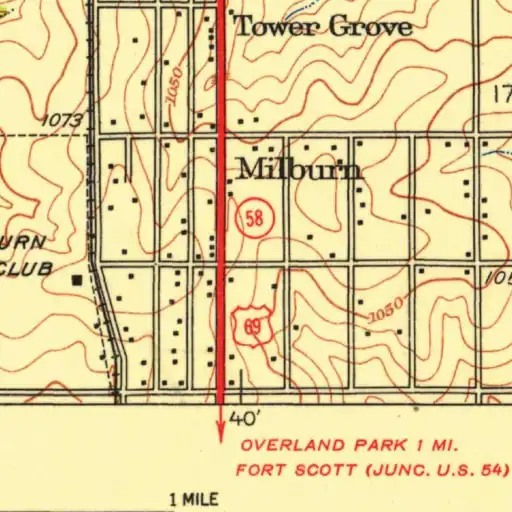 Tower Grove
1050
17
1073
Milburn
58
URN
CLUB
105
1050
69
40'
OVERLAND PARK 1 MI.
FORT SCOTT (JUNC. U.S. 54)
1 MILE